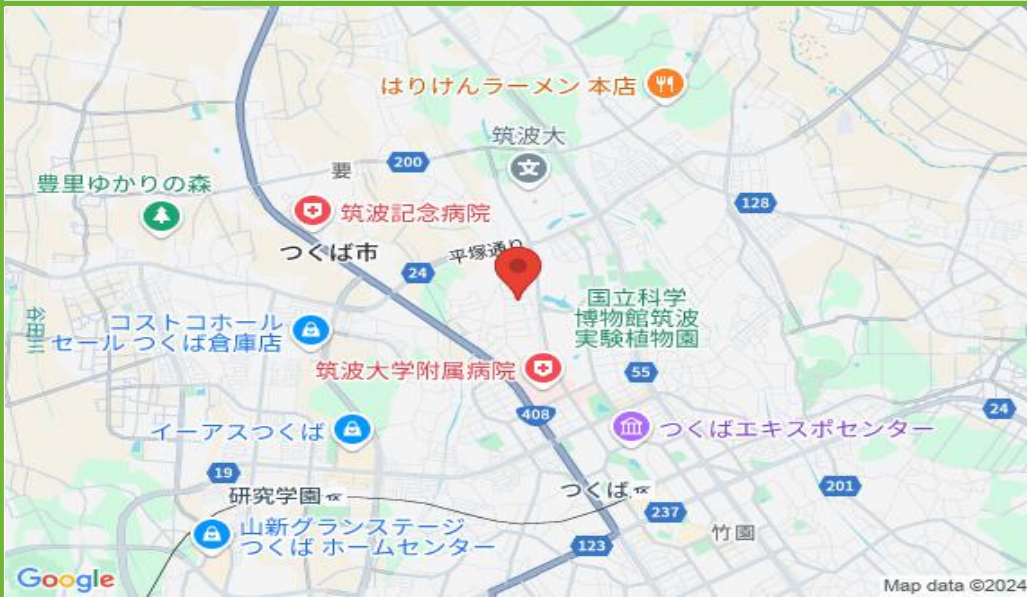 はりけんラーメン 本店
筑波大
200
要
豊里ゆかりの森
128
筑波記念病院
平塚通り
つくば市
24
国立科学
博物館筑波
実験植物園
谷田川
コストコホール
セール つくば倉庫店
筑波大学附属病院
55
408
24
イーアスつくば
つくばエキスポセンター
19
201
研究学園
つくば
237
山新グランステージ
つくば ホームセンター
竹園
123
Google
Map data ©2024